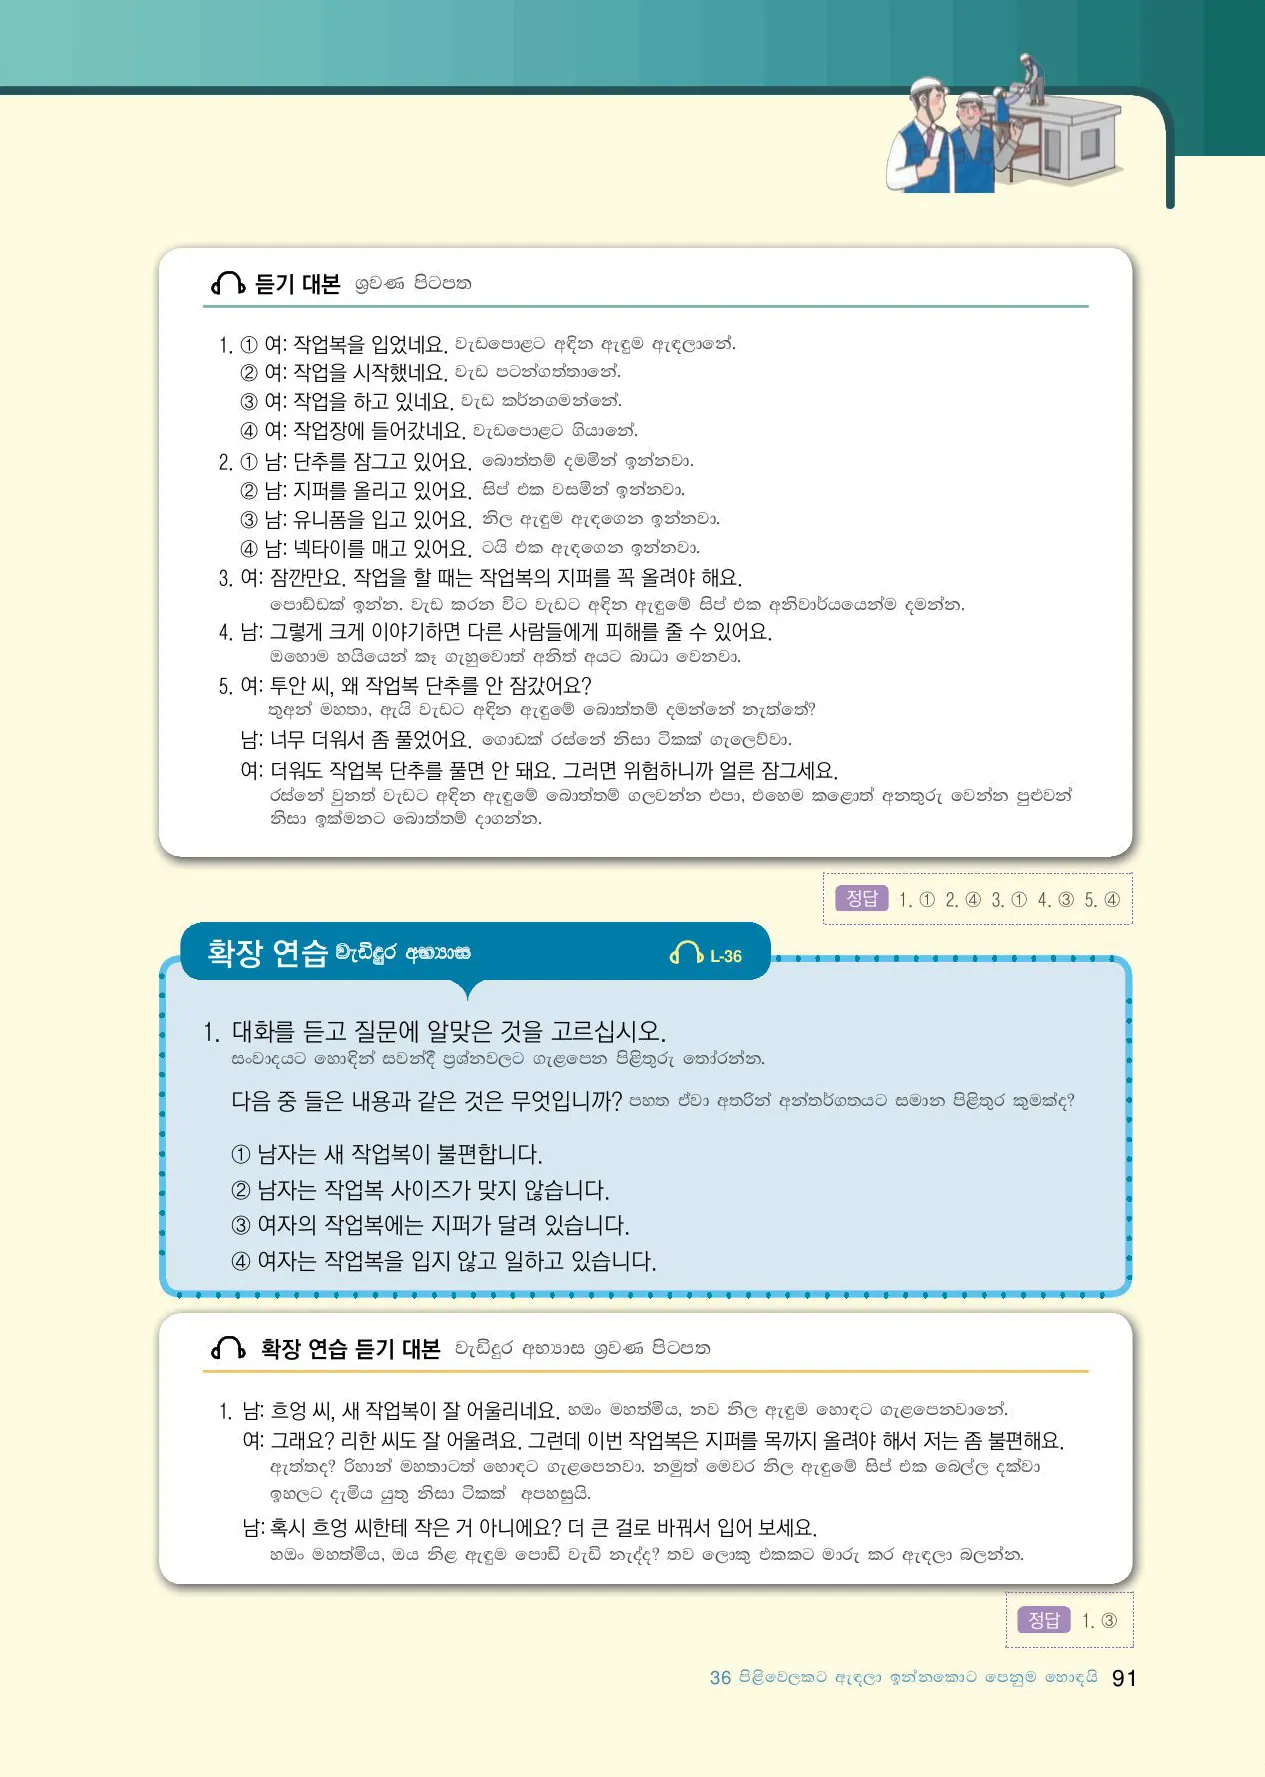 듣기 대본 ශ්‍රවණ පිටපත
1. ① 여: 작업복을 입었네요. වැඩපොළට අඳින ඇඳුම ඇඳලානේ.
② 여: 작업을 시작했네요. වැඩ පටන්ගත්තානේ.
③ 여: 작업을 하고 있네요. වැඩ කර්නගමන්නේ.
④ 여: 작업장에 들어갔네요. වැඩපොළට ගියානේ.
2. ① 남: 단추를 잠그고 있어요. බොත්තම් දමමින් ඉන්නවා.
② 남: 지퍼를 올리고 있어요. සිප් එක වසමින් ඉන්නවා.
③ 남: 유니폼을 입고 있어요. නිල ඇඳුම ඇඳගෙන ඉන්නවා.
④ 남: 넥타이를 매고 있어요. ටයි එක ඇඳගෙන ඉන්නවා.
3. 여: 잠깐만요. 작업을 할 때는 작업복의 지퍼를 꼭 올려야 해요.
පොඩ්ඩක් ඉන්න. වැඩ කරන විට වැඩට අඳින ඇඳුමේ සිප් එක අනිවාර්යයෙන්ම දමන්න.
4. 남: 그렇게 크게 이야기하면 다른 사람들에게 피해를 줄 수 있어요.
ඔහොම හයියෙන් කෑ ගැහුවොත් අනිත් අයට බාධා වෙනවා.
5. 여: 투안 씨, 왜 작업복 단추를 안 잠갔어요?
තුඅන් මහතා, ඇයි වැඩට අඳින ඇඳුමේ බොත්තම් දමන්නේ නැත්තේ?
남: 너무 더워서 좀 풀었어요. ගොඩක් රස්නේ නිසා ටිකක් ගැලෙව්වා.
여: 더워도 작업복 단추를 풀면 안 돼요. 그러면 위험하니까 얼른 잠그세요.
රස්නේ වුනත් වැඩට අඳින ඇඳුමේ බොත්තම් ගලවන්න එපා, එහෙම කළොත් අනතුරු වෙන්න පුළුවන්
නිසා ඉක්මනට බොත්තම් දාගන්න.
정답 1. ① 2. ④ 3. ① 4. ③ 5. ④
확장 연습 වැඩිදුර අභ්‍යාස L-36
1. 대화를 듣고 질문에 알맞은 것을 고르십시오.
සංවාදයට හොඳින් සවන්දී ප්‍රශ්නවලට ගැළපෙන පිළිතුරු තෝරන්න.
다음 중 들은 내용과 같은 것은 무엇입니까? පහත ඒවා අතරින් අන්තර්ගතයට සමාන පිළිතුර කුමක්ද?
① 남자는 새 작업복이 불편합니다.
② 남자는 작업복 사이즈가 맞지 않습니다.
③ 여자의 작업복에는 지퍼가 달려 있습니다.
④ 여자는 작업복을 입지 않고 일하고 있습니다.
확장 연습 듣기 대본 වැඩිදුර අභ්‍යාස ශ්‍රවණ පිටපත
1. 남: 흐엉 씨, 새 작업복이 잘 어울리네요. හඔං මහත්මිය, නව නිල ඇඳුම හොඳට ගැළපෙනවානේ.
여: 그래요? 리한 씨도 잘 어울려요. 그런데 이번 작업복은 지퍼를 목까지 올려야 해서 저는 좀 불편해요.
ඇත්තද? රිහාන් මහතාටත් හොඳට ගැළපෙනවා. නමුත් මෙවර නිල ඇඳුමේ සිප් එක බෙල්ල දක්වා
ඉහලට දැමිය යුතු නිසා ටිකක් අපහසුයි.
남: 혹시 흐엉 씨한테 작은 거 아니에요? 더 큰 걸로 바꿔서 입어 보세요.
හඔං මහත්මිය, ඔය නිළ ඇඳුම පොඩි වැඩි නැද්ද? තව ලොකු එකකට මාරු කර ඇඳලා බලන්න.
정답 1. ③
36 පිළිවෙලකට ඇඳලා ඉන්නකොට පෙනුම හොඳයි 91